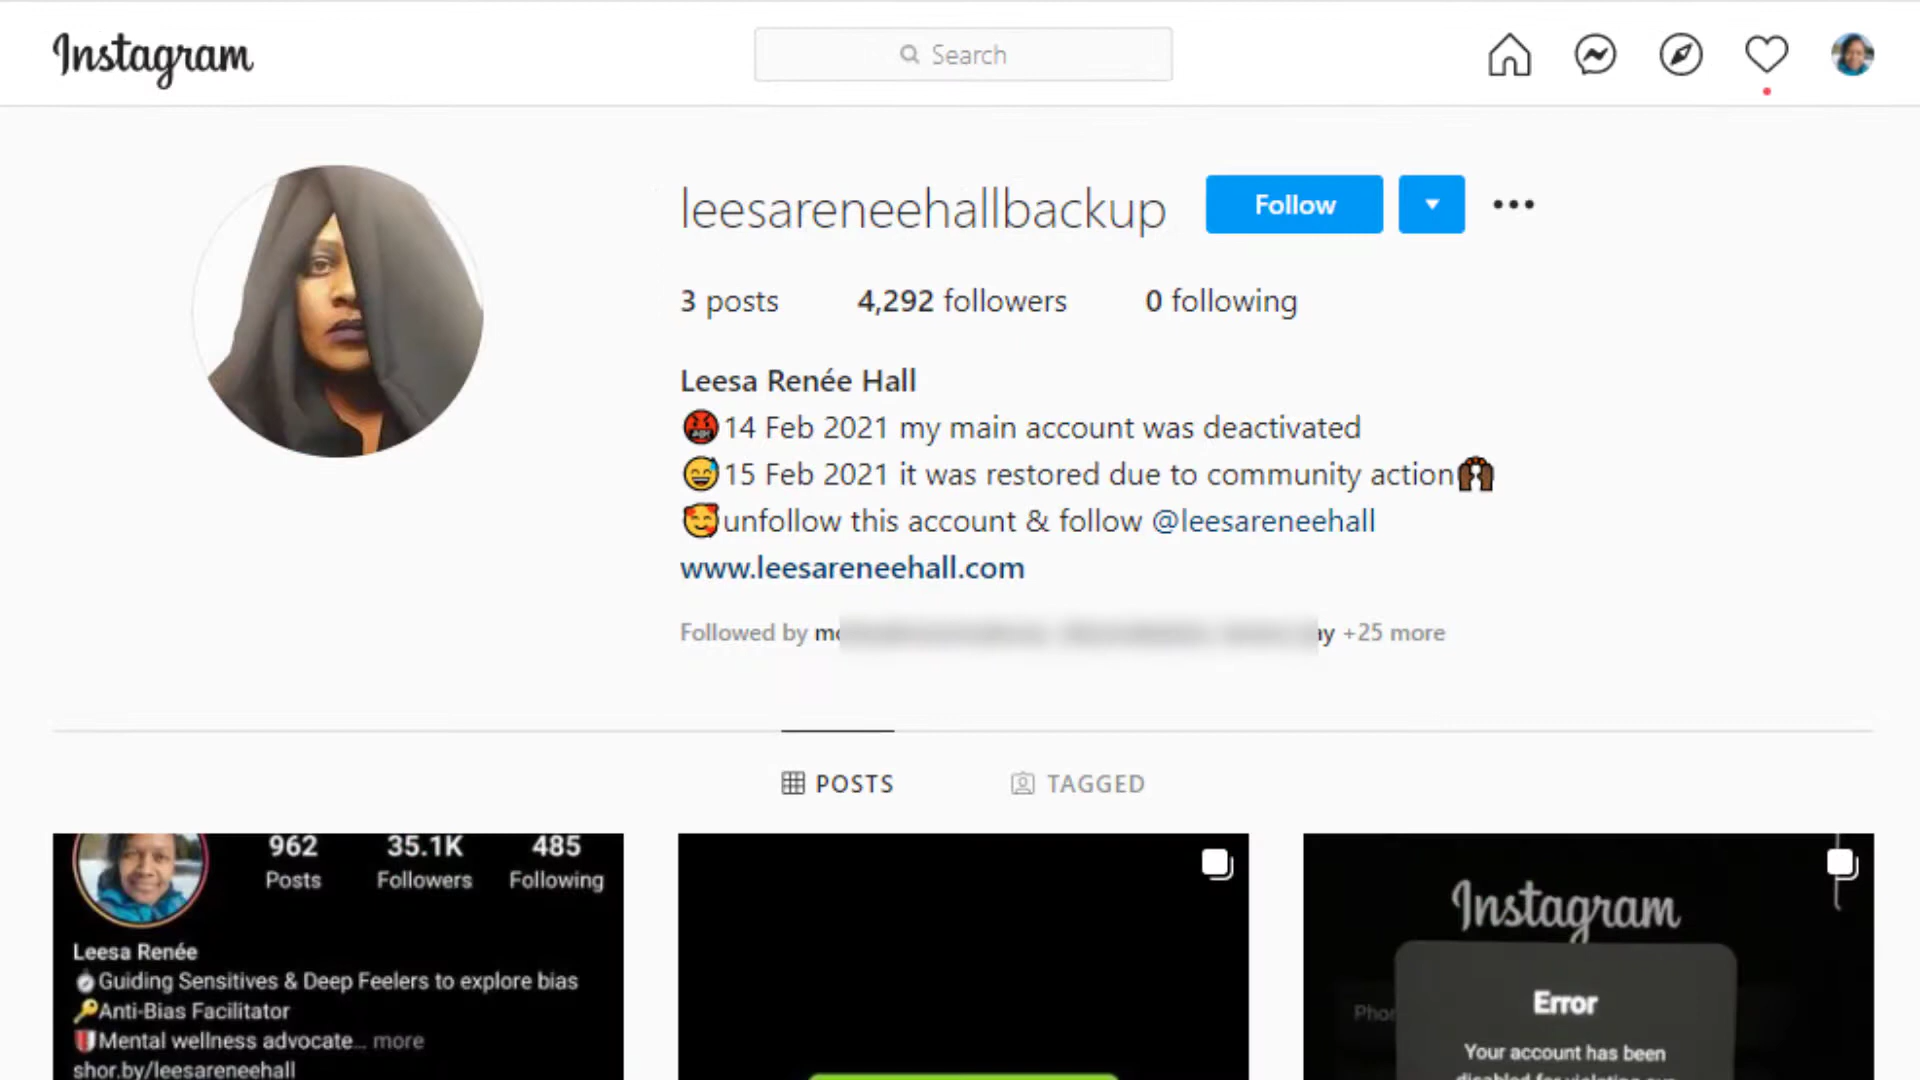 Instagram
Search
leesareneehallbackup
Follow
3 posts 4,292 followers 0 following
Leesa Renée Hall
14 Feb 2021 my main account was deactivated
15 Feb 2021 it was restored due to community action
unfollow this account & follow @leesareneehall
www.leesareneehall.com
Followed by +25 more
POSTS TAGGED
962 35.1K 485
Posts Followers Following
Leesa Renée
Guiding Sensitives & Deep Feelers to explore bias
Anti-Bias Facilitator
Mental wellness advocate... more
shor.by/leesareneehall
Instagram
Error
Your account has been